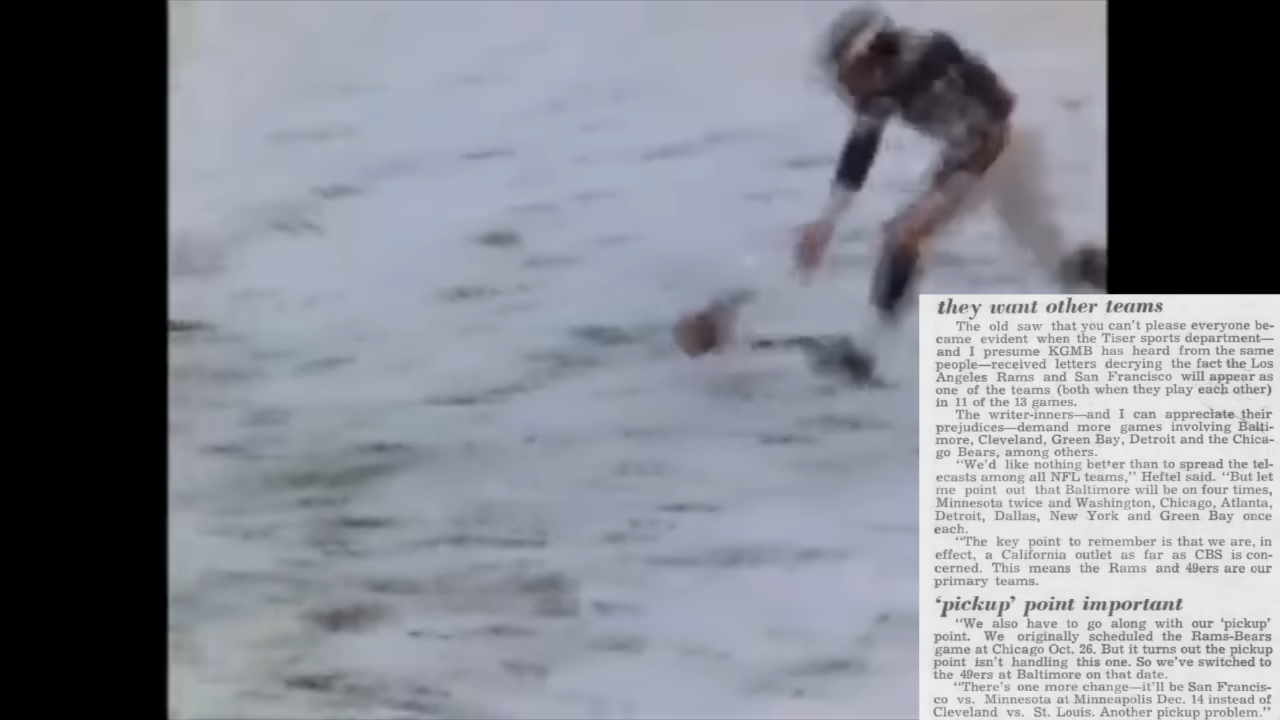 they want other teams
The old saw that you can't please everyone be-
came evident when the Tiser sports department—
and I presume KGMB has heard from the same
people—received letters decrying the fact the Los
Angeles Rams and San Francisco will appear as
one of the teams (both when they play each other)
in 11 of the 13 games.
The writer-inners—and I can appreciate their
prejudices—demand more games involving Balti-
more, Cleveland, Green Bay, Detroit and the Chica-
go Bears, among others.
"We'd like nothing better than to spread the tel-
ecasts among all NFL teams," Heftel said. "But let
me point out that Baltimore will be on four times,
Minnesota twice and Washington, Chicago, Atlanta,
Detroit, Dallas, New York and Green Bay once
each.
"The key point to remember is that we are, in
effect, a California outlet as far as CBS is con-
cerned. This means the Rams and 49ers are our
primary teams.
'pickup' point important
"We also have to go along with our 'pickup'
point. We originally scheduled the Rams-Bears
game at Chicago Oct. 26. But it turns out the pickup
point isn't handling this one. So we've switched to
the 49ers at Baltimore on that date.
"There's one more change—it'll be San Francis-
co vs. Minnesota at Minneapolis Dec. 14 instead of
Cleveland vs. St. Louis. Another pickup problem."